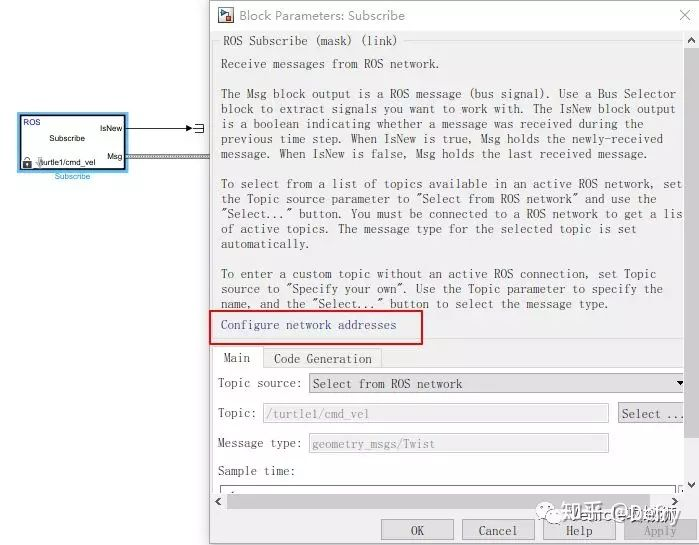 Block Parameters: Subscribe
ROS Subscribe (mask) (link)
Receive messages from ROS network.
The Msg block output is a ROS message (bus signal). Use a Bus Selector
block to extract signals you want to work with. The IsNew block output
is a boolean indicating whether a message was received during the
previous time step. When IsNew is true, Msg holds the newly-received
message. When IsNew is false, Msg holds the last received message.
To select from a list of topics available in an active ROS network, set
the Topic source parameter to "Select from ROS network" and use the
"Select..." button. You must be connected to a ROS network to get a lis
of active topics. The message type for the selected topic is set
automatically.
To enter a custom topic without an active ROS connection, set Topic
source to "Specify your own". Use the Topic parameter to specify the
name, and the "Select..." button to select the message type.
Configure network addresses
Main
Code Generation
Topic source:
Select from ROS network
Topic:
/turtle1/cmd_vel
Select ...
Message type:
geometry_msgs/Twist
Sample time:
OK
Cancel
Help
Apply
ROS
IsNew
Subscribe
Msg
/turtle1/cmd_vel
Subscribe
知乎